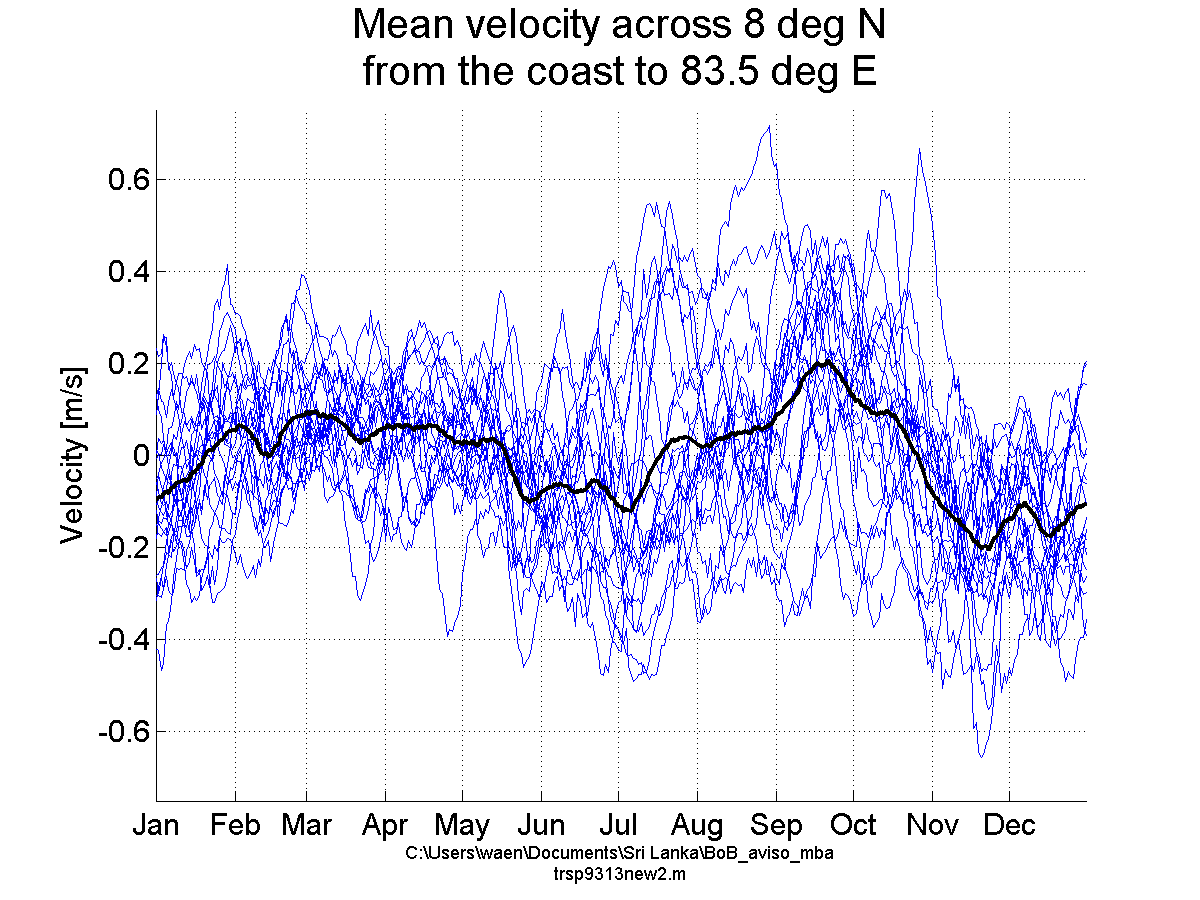 Mean velocity across 8 deg N
from the coast to 83.5 deg E
Velocity [m/s]
0.6
0.4
0.2
0
-0.2
-0.4
-0.6
Jan Feb Mar Apr May Jun Jul Aug Sep Oct Nov Dec
C:\Users\waen\Documents\Sri Lanka\BoB_aviso_mba
trsp9313new2.m